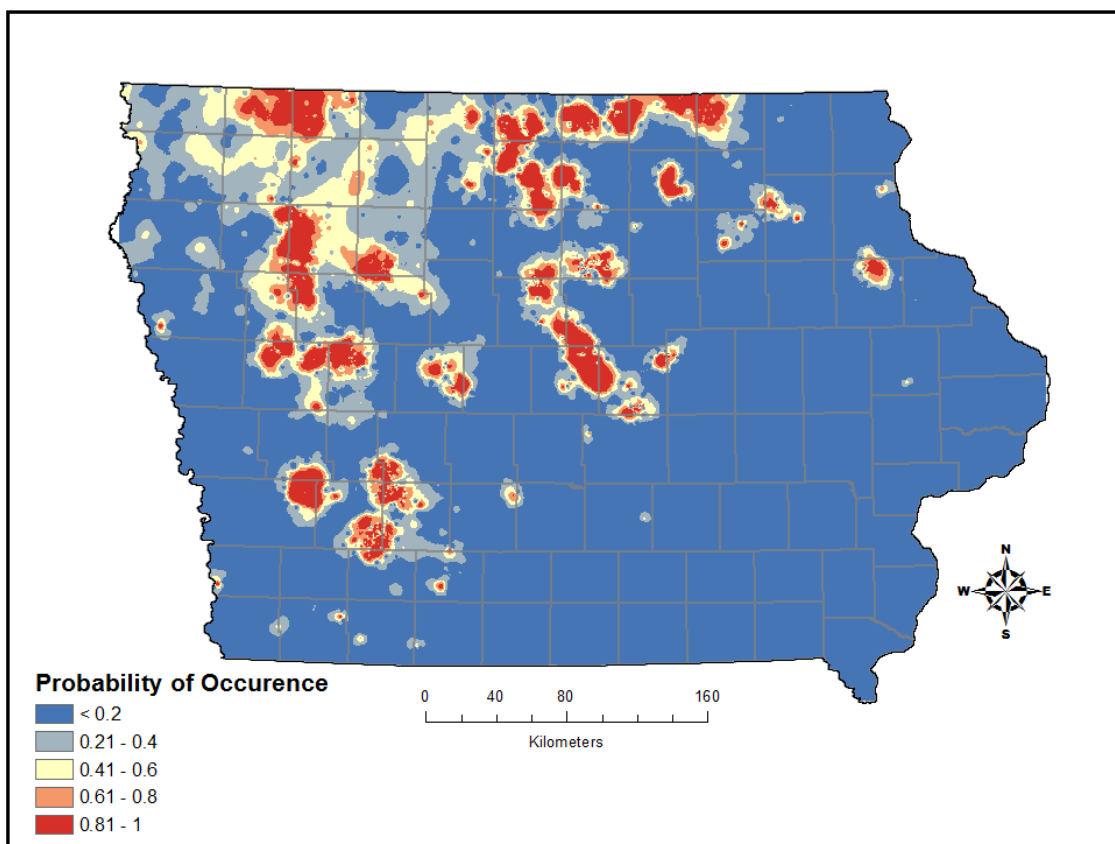 N
W E
S
Probability of Occurence
< 0.2
0.21 - 0.4
0.41 - 0.6
0.61 - 0.8
0.81 - 1
0 40 80 160
Kilometers